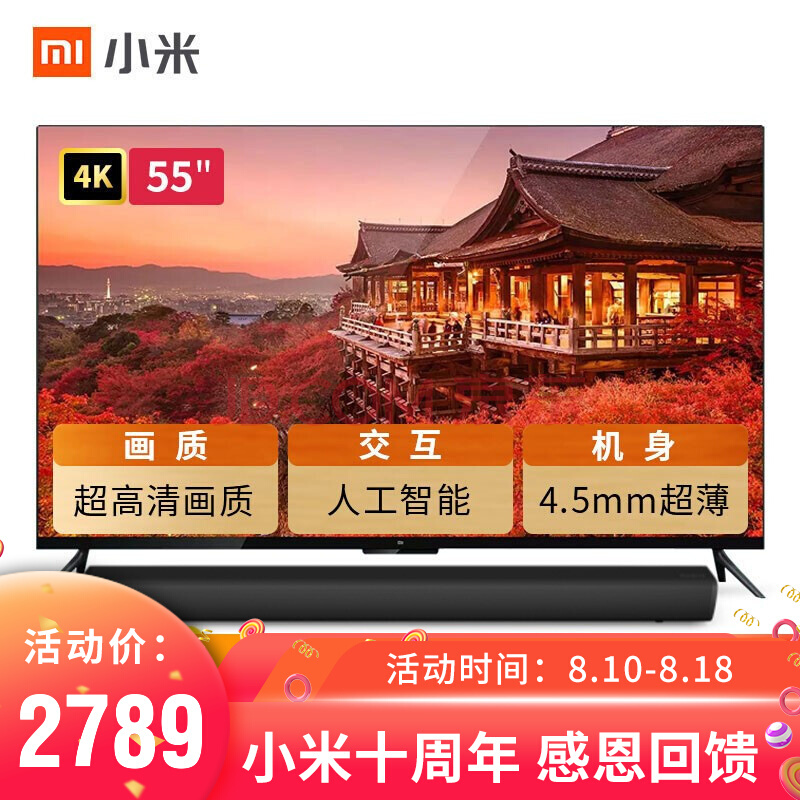 mi 小米
4K 55"
画质 交互 机身
超高清画质 人工智能 4.5mm超薄
活动价：
2789
活动时间：8.10-8.18
小米十周年 感恩回馈